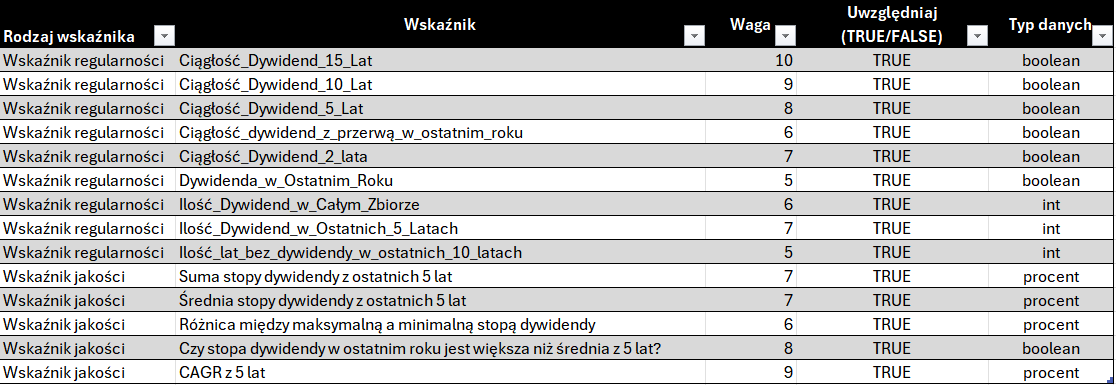 Rodzaj wskaźnika Wskaźnik Waga Uwzględniaj (TRUE/FALSE) Typ danych
Wskaźnik regularności Ciągłość_Dywidend_15_Lat 10 TRUE boolean
Wskaźnik regularności Ciągłość_Dywidend_10_Lat 9 TRUE boolean
Wskaźnik regularności Ciągłość_Dywidend_5_Lat 8 TRUE boolean
Wskaźnik regularności Ciągłość_dywidend_z_przerwą_w_ostatnim_roku 6 TRUE boolean
Wskaźnik regularności Ciągłość_Dywidend_2_lata 7 TRUE boolean
Wskaźnik regularności Dywidenda_w_Ostatnim_Roku 5 TRUE boolean
Wskaźnik regularności Ilość_Dywidend_w_Całym_Zbiorze 6 TRUE int
Wskaźnik regularności Ilość_Dywidend_w_Ostatnich_5_Latach 7 TRUE int
Wskaźnik regularności Ilość_lat_bez_dywidendy_w_ostatnich_10_latach 5 TRUE int
Wskaźnik jakości Suma stopy dywidendy z ostatnich 5 lat 7 TRUE procent
Wskaźnik jakości Średnia stopy dywidendy z ostatnich 5 lat 7 TRUE procent
Wskaźnik jakości Różnica między maksymalną a minimalną stopą dywidendy 6 TRUE procent
Wskaźnik jakości Czy stopa dywidendy w ostatnim roku jest większa niż średnia z 5 lat? 8 TRUE boolean
Wskaźnik jakości CAGR z 5 lat 9 TRUE procent